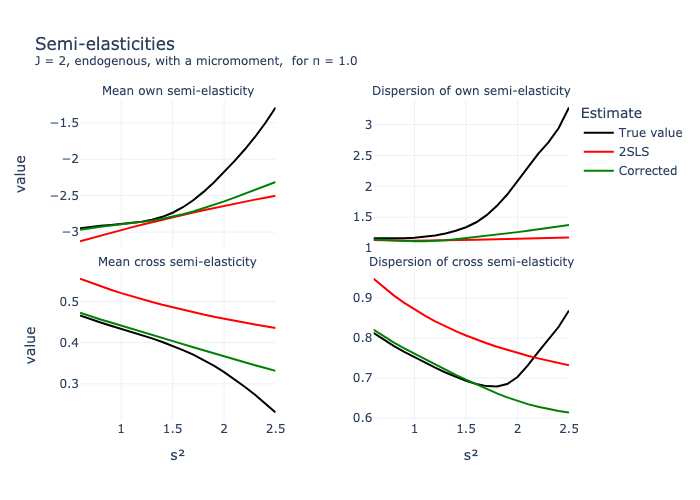 Semi-elasticities
J = 2, endogenous, with a micromoment,  for π = 1.0
Mean own semi-elasticity
Dispersion of own semi-elasticity
Estimate
True value
2SLS
Corrected
−1.5
−2
−2.5
−3
value
3
2.5
2
1.5
1
Mean cross semi-elasticity
Dispersion of cross semi-elasticity
0.5
0.4
0.3
value
0.9
0.8
0.7
0.6
1
1.5
2
2.5
1
1.5
2
2.5
s²
s²